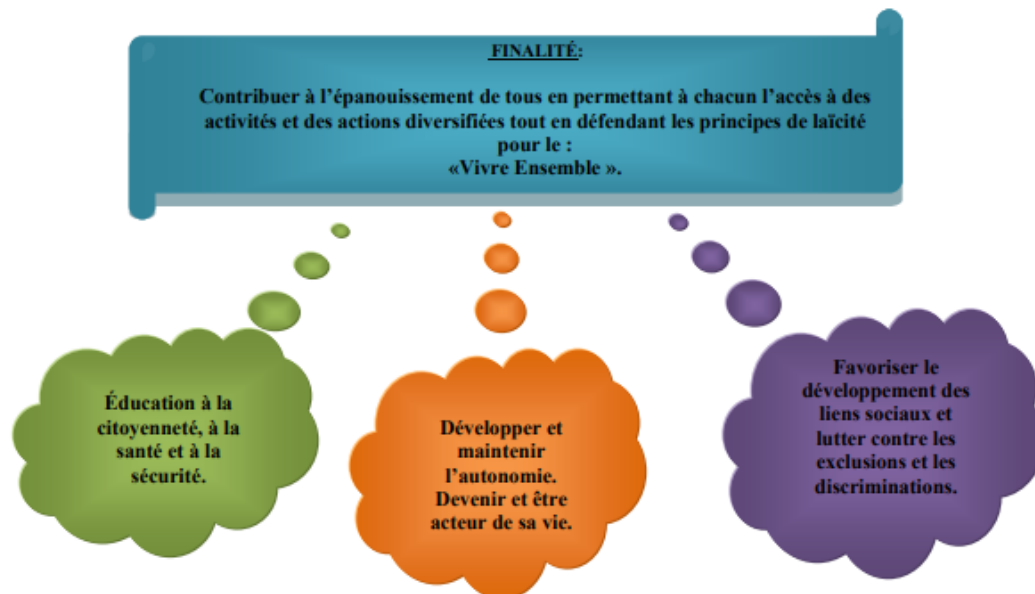 FINALITÉ:
Contribuer à l'épanouissement de tous en permettant à chacun l'accès à des
activités et des actions diversifiées tout en défendant les principes de laïcité
pour le :
«Vivre Ensemble ».
Éducation à la
citoyenneté, à la
santé et à la
sécurité.
Développer et
maintenir
l'autonomie.
Devenir et être
acteur de sa vie.
Favoriser le
développement des
liens sociaux et
lutter contre les
exclusions et les
discriminations.